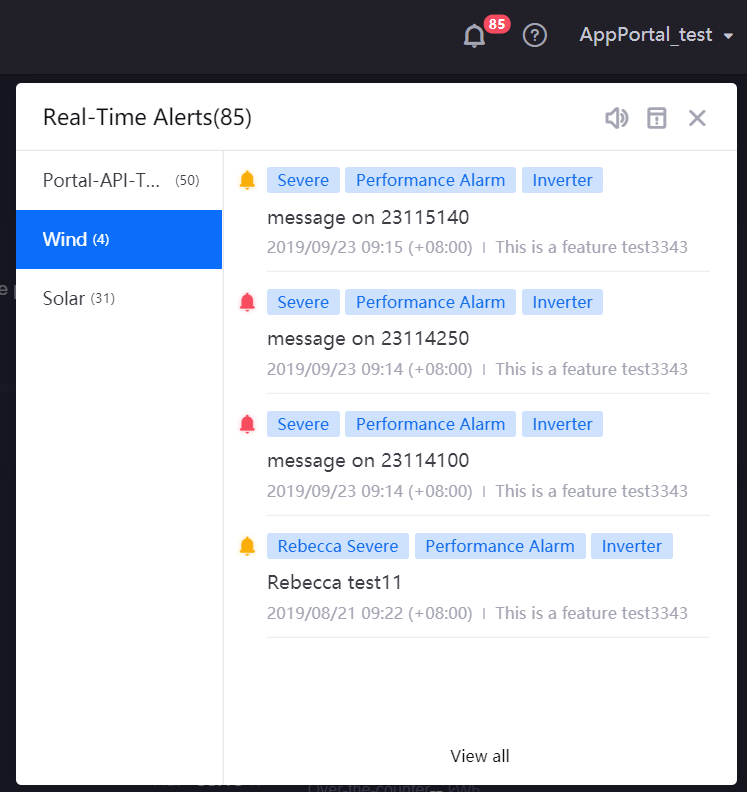 85
AppPortal_test
Real-Time Alerts(85)
Portal-API-T... (50)
Wind (4)
Solar (31)
Severe Performance Alarm Inverter
message on 23115140
2019/09/23 09:15 (+08:00) | This is a feature test3343
Severe Performance Alarm Inverter
message on 23114250
2019/09/23 09:14 (+08:00) | This is a feature test3343
Severe Performance Alarm Inverter
message on 23114100
2019/09/23 09:14 (+08:00) | This is a feature test3343
Rebecca Severe Performance Alarm Inverter
Rebecca test11
2019/08/21 09:22 (+08:00) | This is a feature test3343
View all
Over-the-counter-- kWh